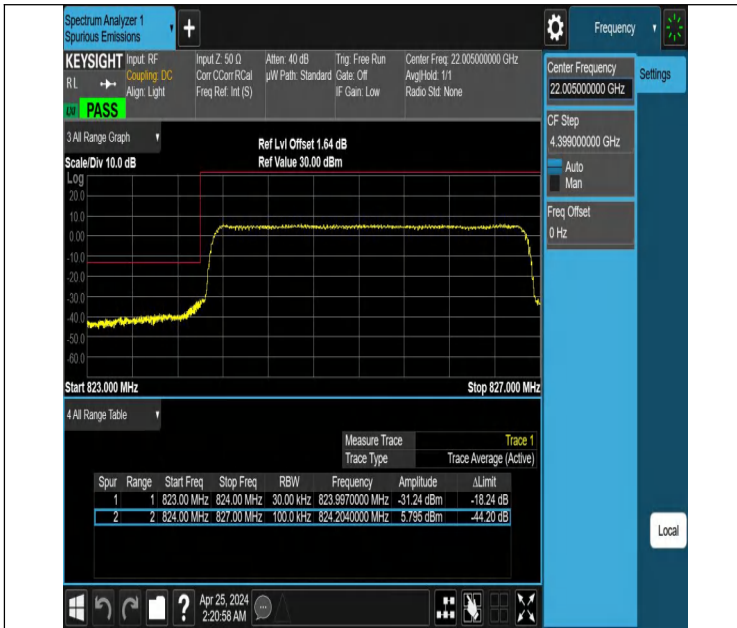 Spectrum Analyzer 1
Spurious Emissions
+
Frequency
KEYSIGHT
RL
PASS
Input: RF
Coupling: DC
Align: Light
Input Z: 50 Ω
Corr CCorr RCal
Freq Ref: Int (S)
Atten: 40 dB
µW Path: Standard
Trig: Free Run
Gate: Off
IF Gain: Low
Center Freq: 22.005000000 GHz
Avg|Hold: 1/1
Radio Std: None
Center Frequency
22.005000000 GHz
Settings
CF Step
4.399000000 GHz
Auto
Man
Freq Offset
0 Hz
3 All Range Graph
Scale/Div 10.0 dB
Ref Lvl Offset 1.64 dB
Ref Value 30.00 dBm
Log
20.0
10.0
0.00
-10.0
-20.0
-30.0
-40.0
-50.0
-60.0
Start 823.000 MHz
Stop 827.000 MHz
4 All Range Table
Measure Trace Trace 1
Trace Type Trace Average (Active)
Spur Range Start Freq Stop Freq RBW Frequency Amplitude ΔLimit
1 1 823.00 MHz 824.00 MHz 30.00 kHz 823.9970000 MHz -31.24 dBm -18.24 dB
2 2 824.00 MHz 827.00 MHz 100.0 kHz 824.2040000 MHz 5.795 dBm -44.20 dB
Local
?
Apr 25, 2024
2:20:58 AM